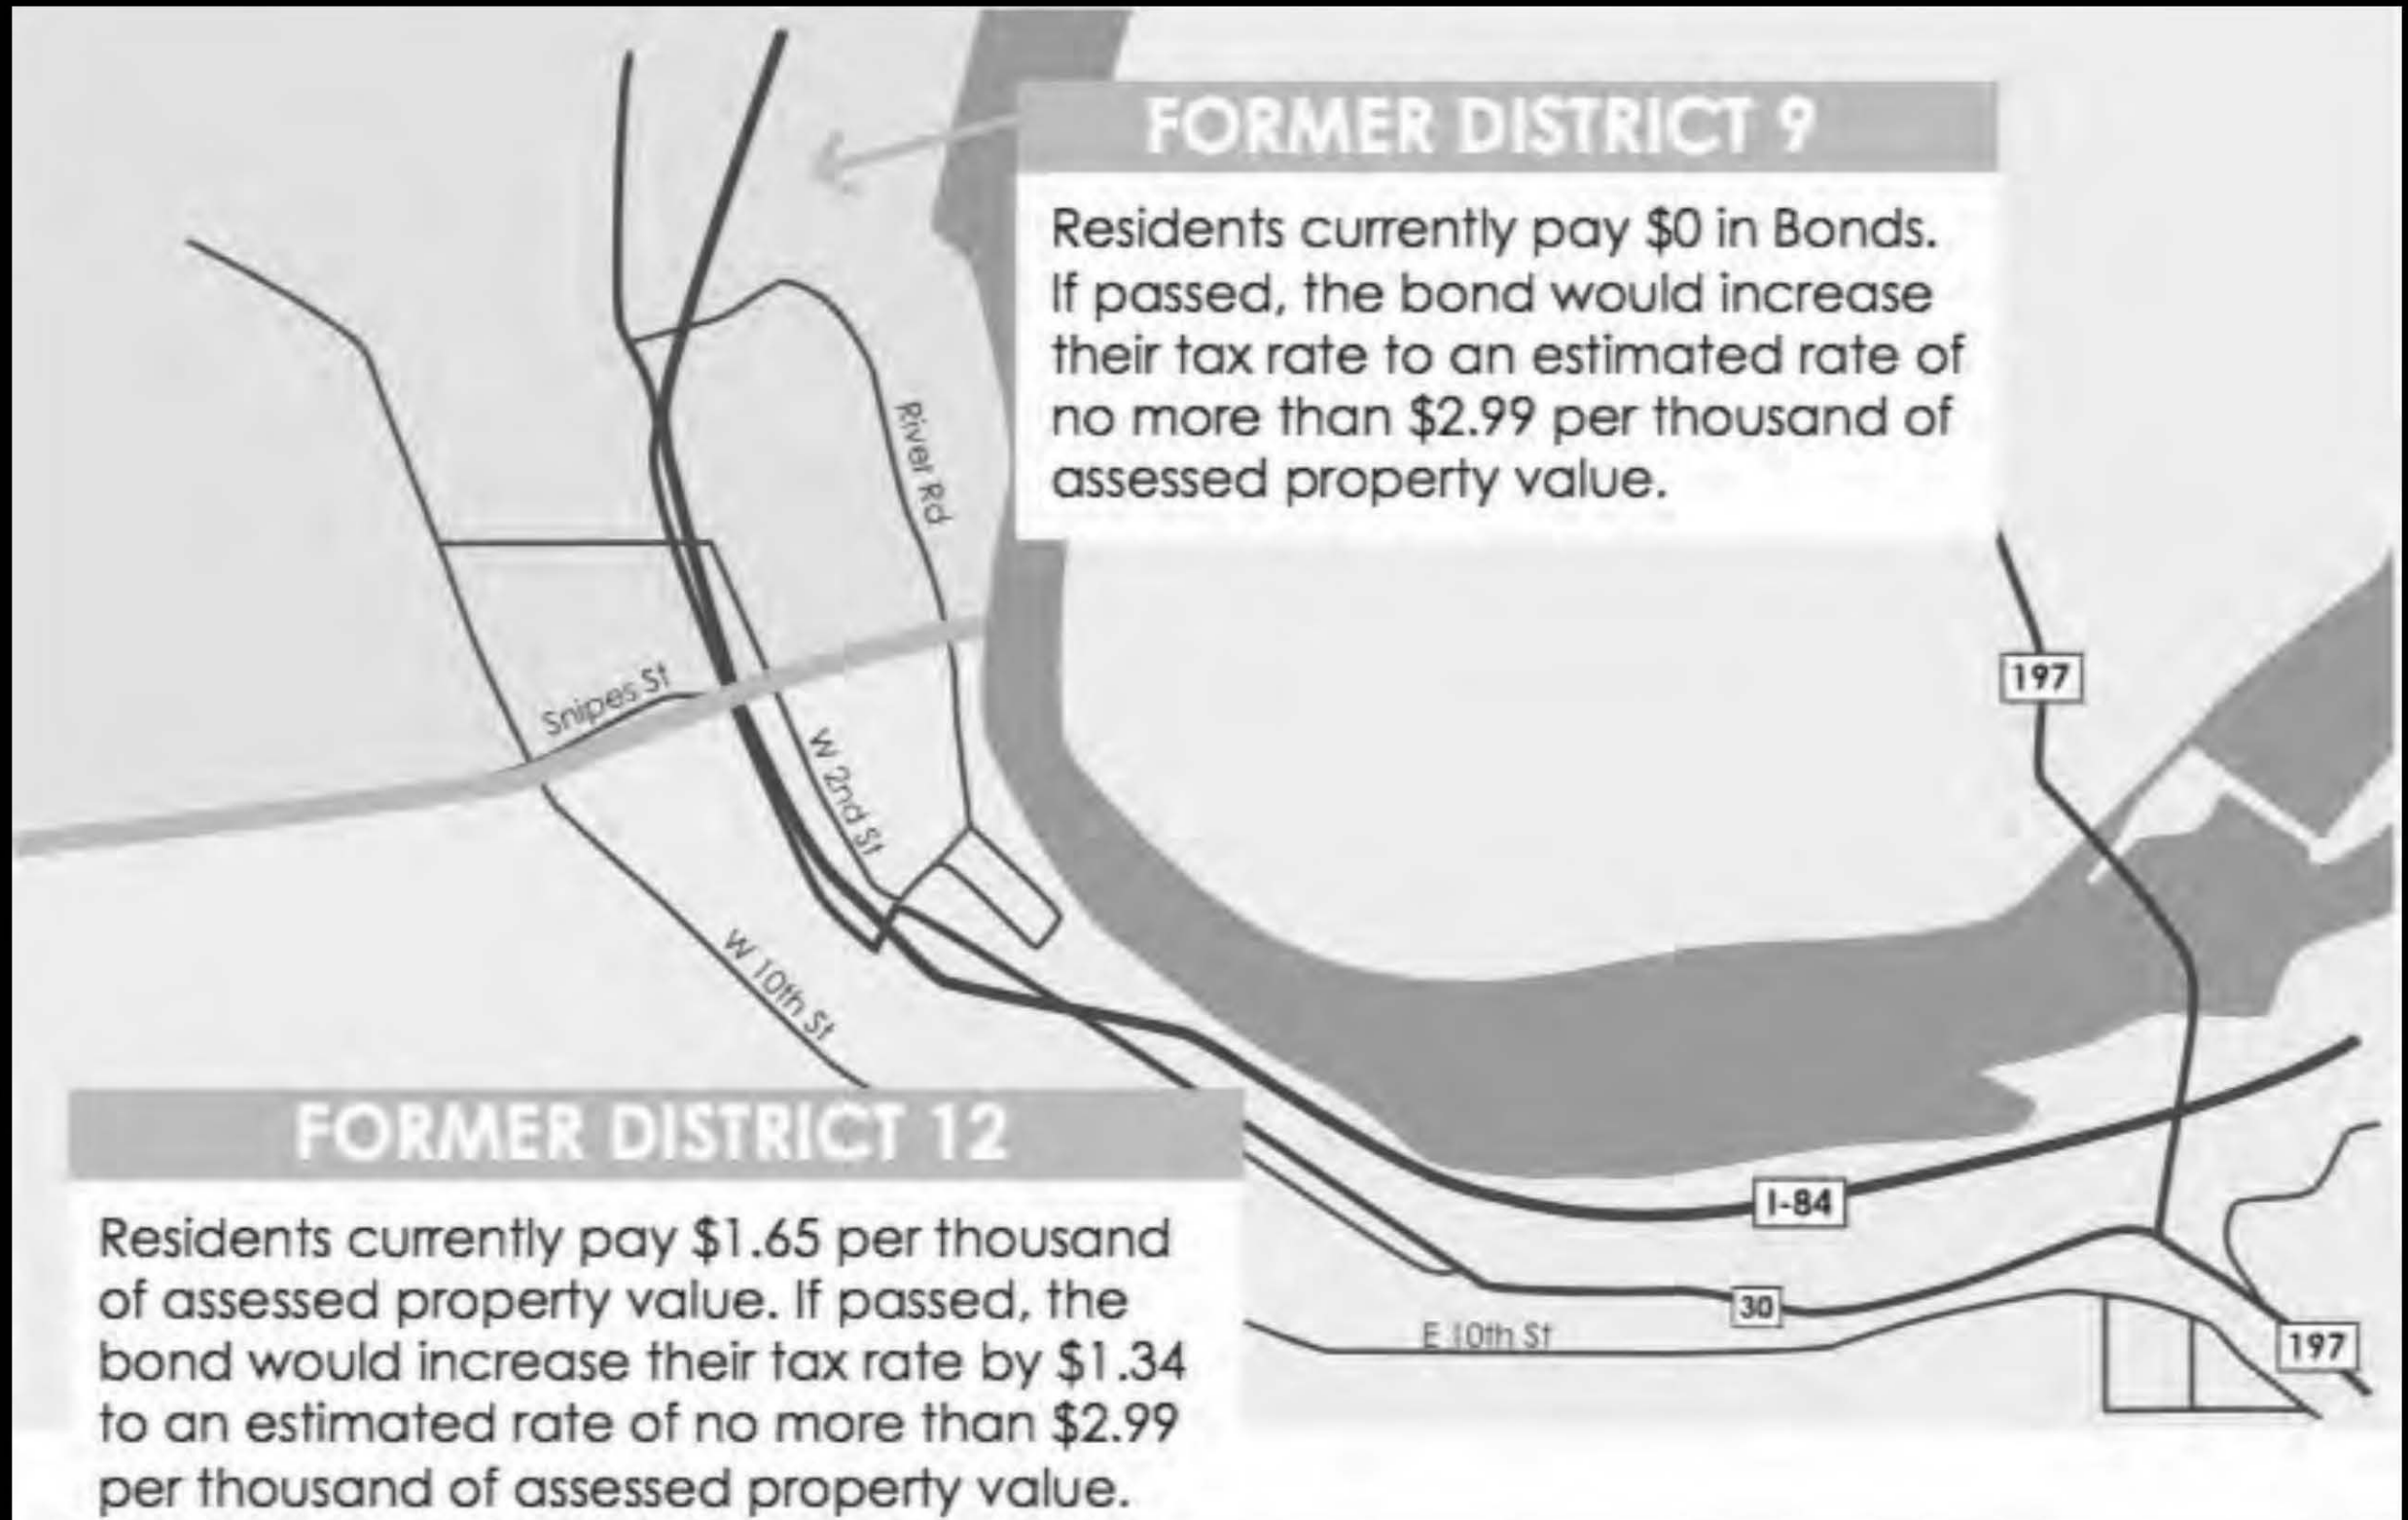 FORMER DISTRICT 9
Residents currently pay $0 in Bonds.
If passed, the bond would increase
their tax rate to an estimated rate of
no more than $2.99 per thousand of
assessed property value.
River Rd
197
Snipes St
W 2nd St
W 10th St
FORMER DISTRICT 12
Residents currently pay $1.65 per thousand
of assessed property value. If passed, the
bond would increase their tax rate by $1.34
to an estimated rate of no more than $2.99
per thousand of assessed property value.
I-84
30
E 10th St
197